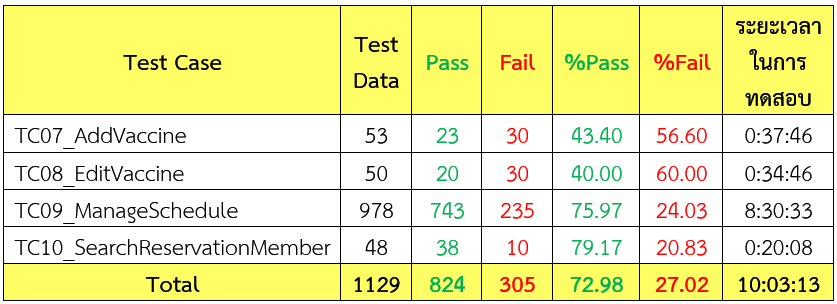 Test Case Test Data Pass Fail %Pass %Fail ระยะเวลาในการทดสอบ
TC07_AddVaccine 53 23 30 43.40 56.60 0:37:46
TC08_EditVaccine 50 20 30 40.00 60.00 0:34:46
TC09_ManageSchedule 978 743 235 75.97 24.03 8:30:33
TC10_SearchReservationMember 48 38 10 79.17 20.83 0:20:08
Total 1129 824 305 72.98 27.02 10:03:13